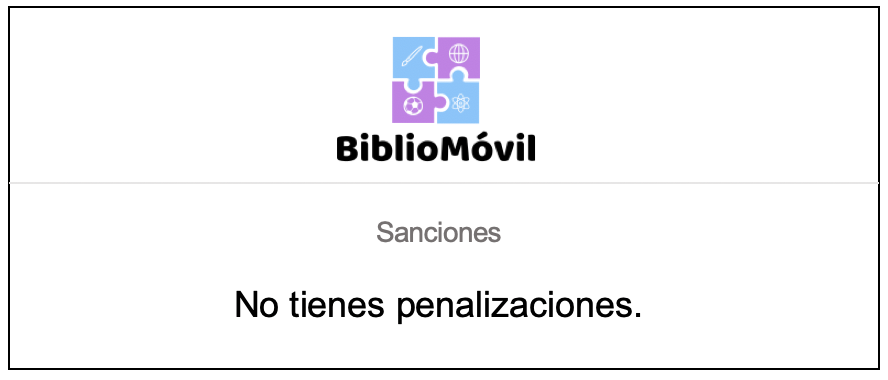 BiblioMóvil
Sanciones
No tienes penalizaciones.